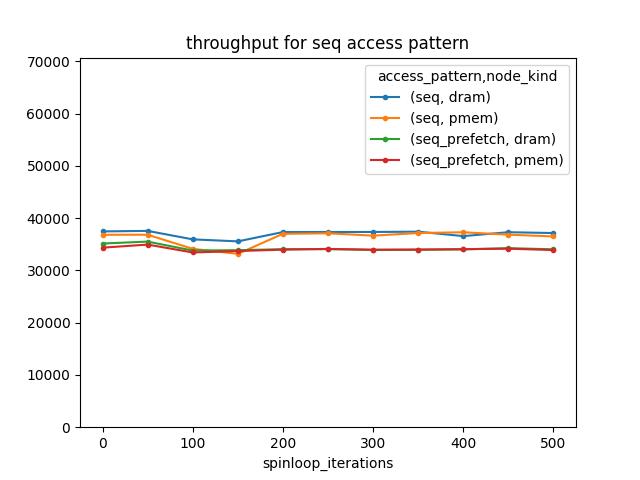 throughput for seq access pattern
70000
60000
50000
40000
30000
20000
10000
0
access_pattern,node_kind
(seq, dram)
(seq, pmem)
(seq_prefetch, dram)
(seq_prefetch, pmem)
0 100 200 300 400 500
spinloop_iterations